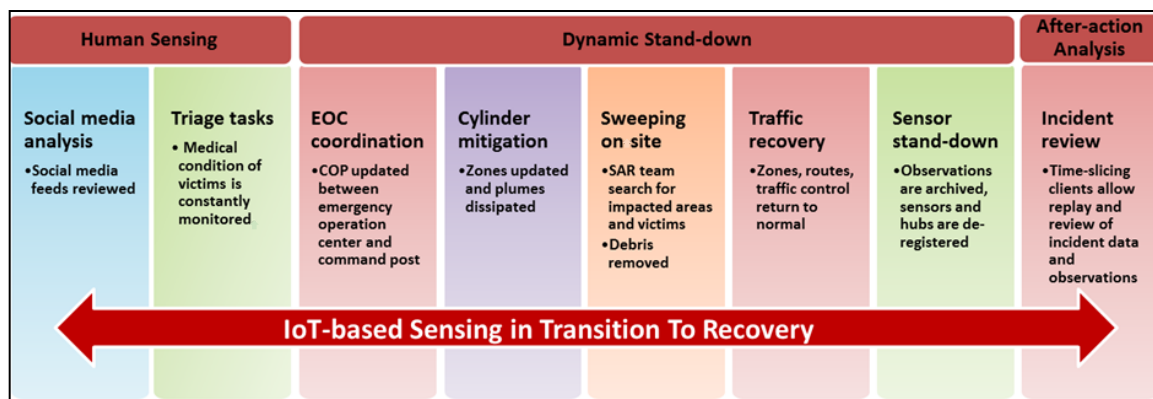 Human Sensing
Dynamic Stand-down
After-action
Analysis
Social media
analysis
•Social media
feeds reviewed
Triage tasks
• Medical
condition of
victims is
constantly
monitored
EOC
coordination
•COP updated
between
emergency
operation
center and
command post
Cylinder
mitigation
•Zones updated
and plumes
dissipated
Sweeping
on site
•SAR team
search for
impacted areas
and victims
•Debris
removed
Traffic
recovery
•Zones, routes,
traffic control
return to
normal
Sensor
stand-down
•Observations
are archived,
sensors and
hubs are de-
registered
Incident
review
•Time-slicing
clients allow
replay and
review of
incident data
and
observations
IoT-based Sensing in Transition To Recovery